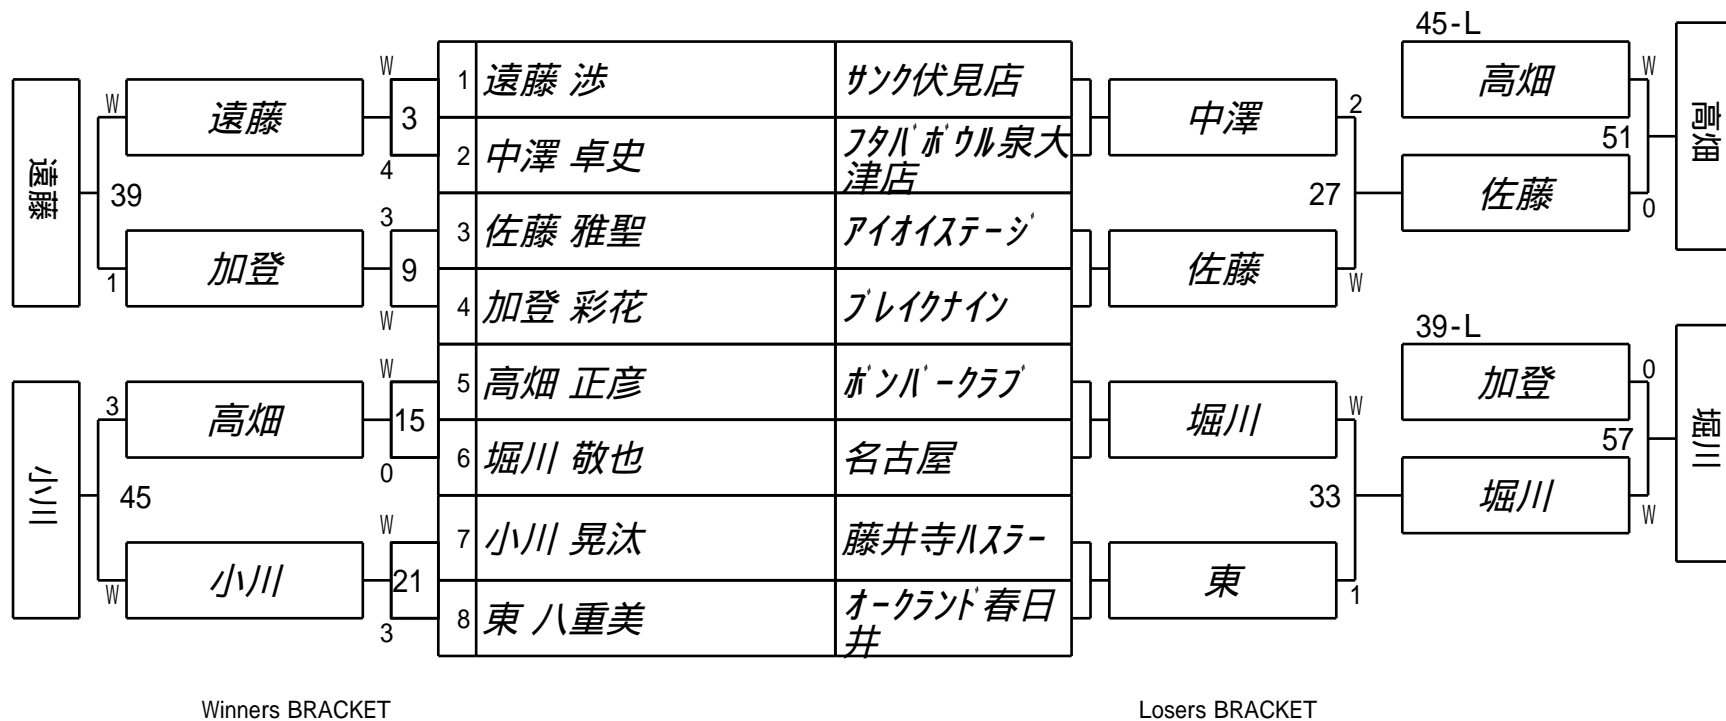 45-L
W
1 遠藤 渉 サンク伏見店
高畑
W
W
遠藤
3
中澤
2
高畑
4
2 中澤 卓史 フタバボウル泉大
津店
51
遠藤
39
27
佐藤
0
3
3 佐藤 雅聖 アイオイステージ
加登
9
佐藤
W
1
W
4 加登 彩花 ブレイクナイン
39-L
W
5 高畑 正彦 ボンバークラブ
加登
0
3
高畑
15
堀川
W
堀川
0
6 堀川 敬也 名古屋
57
小川
45
33
堀川
W
W
7 小川 晃汰 藤井寺ハスラー
小川
21
東
W
1
3
8 東 八重美 オークランド春日
井
Winners BRACKET
Losers BRACKET